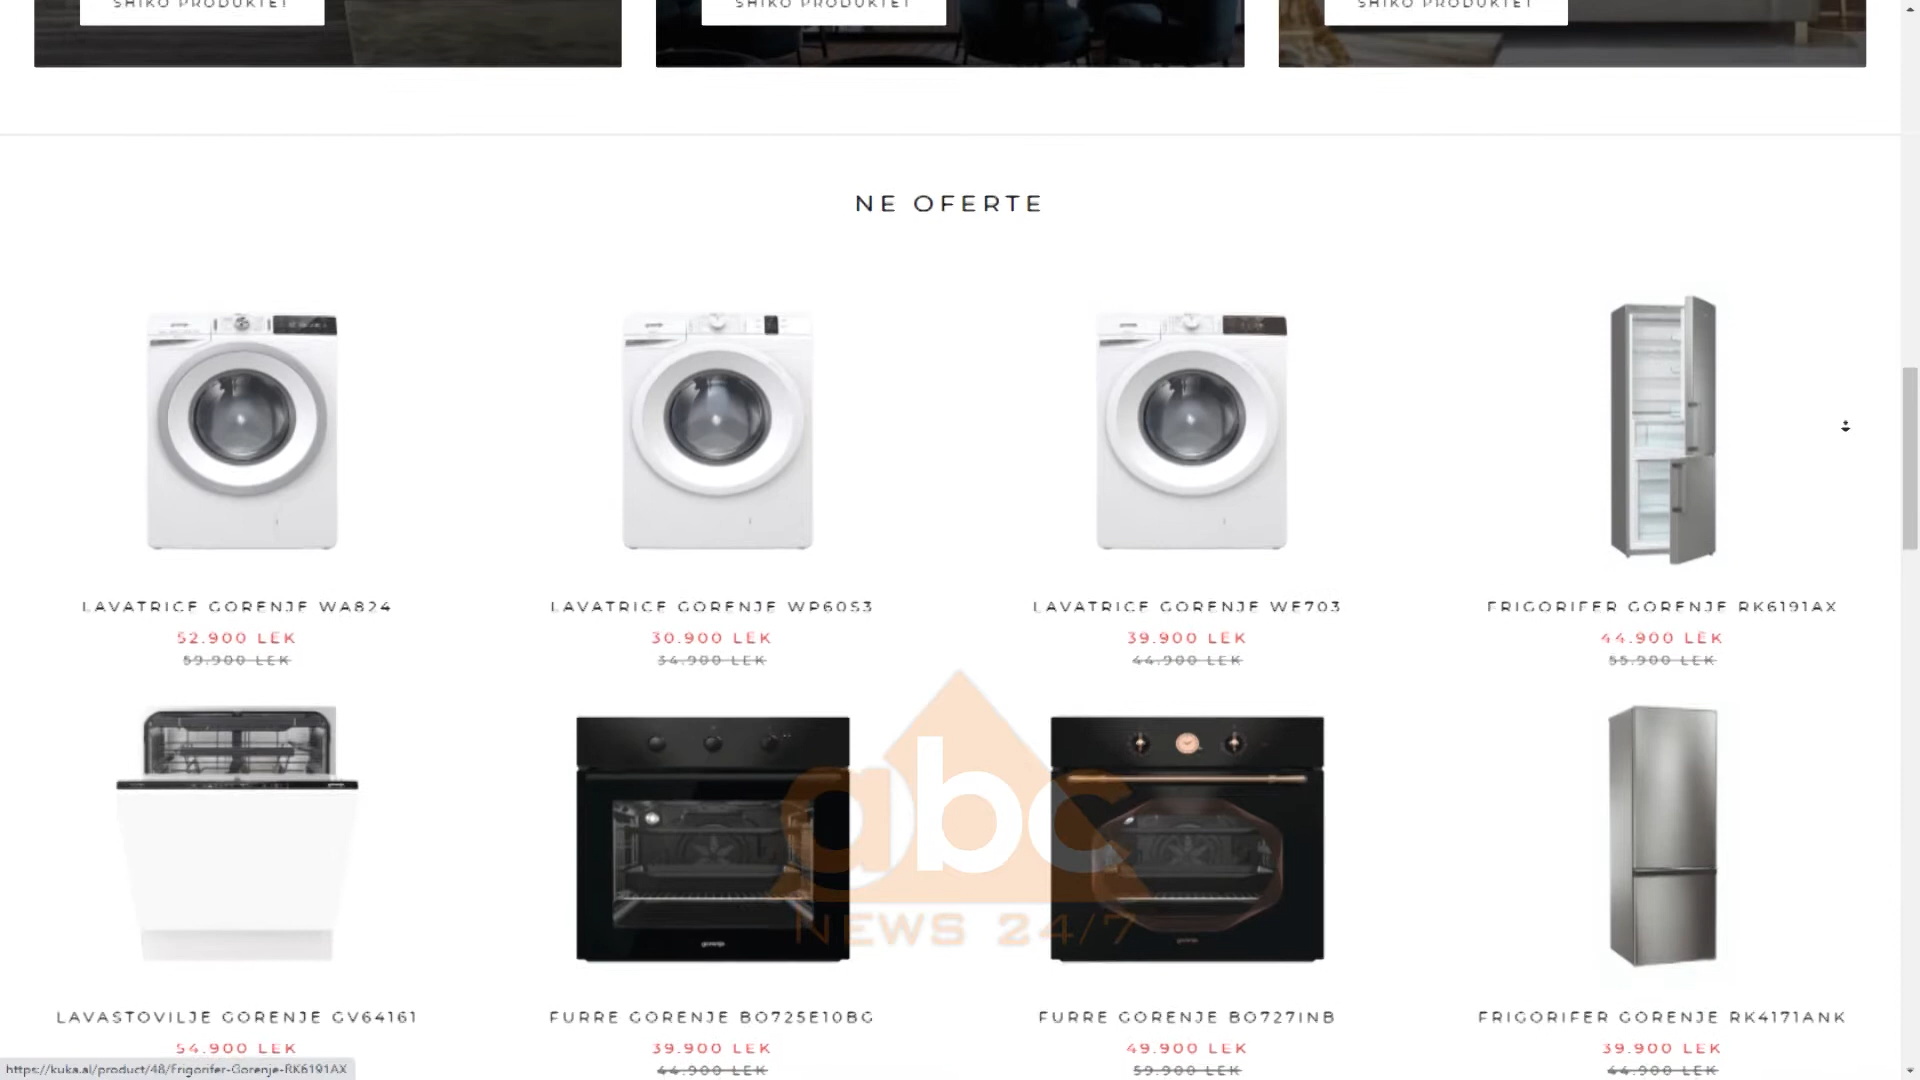 SHIKO PRODUKTET
SHIKO PRODUKTET
SHIKO PRODUKTET
NE OFERTE
LAVATRICE GORENJE WA824
52.900 LEK
59.900 LEK
LAVATRICE GORENJE WP60S3
30.900 LEK
34.900 LEK
LAVATRICE GORENJE WE703
39.900 LEK
44.900 LEK
FRIGORIFER GORENJE RK6191AX
44.900 LEK
55.900 LEK
LAVASTOVILJE GORENJE GV64161
54.900 LEK
FURRE GORENJE BO725E10BG
39.900 LEK
44.900 LEK
FURRE GORENJE BO727INB
49.900 LEK
59.900 LEK
FRIGORIFER GORENJE RK4171ANK
39.900 LEK
44.900 LEK
abc
NEWS 24/7
gorenje
https://kuka.al/product/48/Frigorifer-Gorenje-RK6191AX